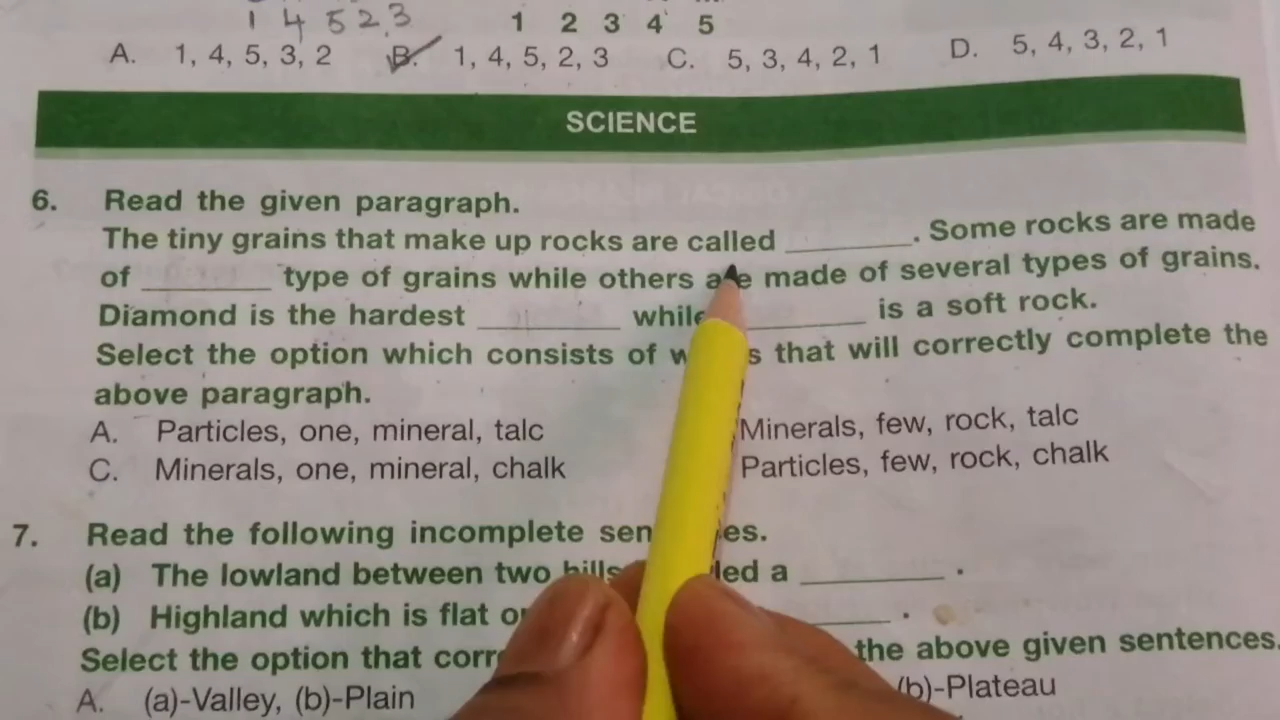 1 4 5 2,3
1 2 3 4 5
A. 1, 4, 5, 3, 2 B. 1, 4, 5, 2, 3 C. 5, 3, 4, 2, 1 D. 5, 4, 3, 2, 1
SCIENCE
6. Read the given paragraph.
The tiny grains that make up rocks are called ________. Some rocks are made
of ________ type of grains while others are made of several types of grains.
Diamond is the hardest ________ while ________ is a soft rock.
Select the option which consists of that will correctly complete the
above paragraph.
A. Particles, one, mineral, talc Minerals, few, rock, talc
C. Minerals, one, mineral, chalk Particles, few, rock, chalk
7. Read the following incomplete sentences.
(a) The lowland between two hills called a ________ .
(b) Highland which is flat ________ .
Select the option that the above given sentences.
A. (a)-Valley, (b)-Plain (b)-Plateau